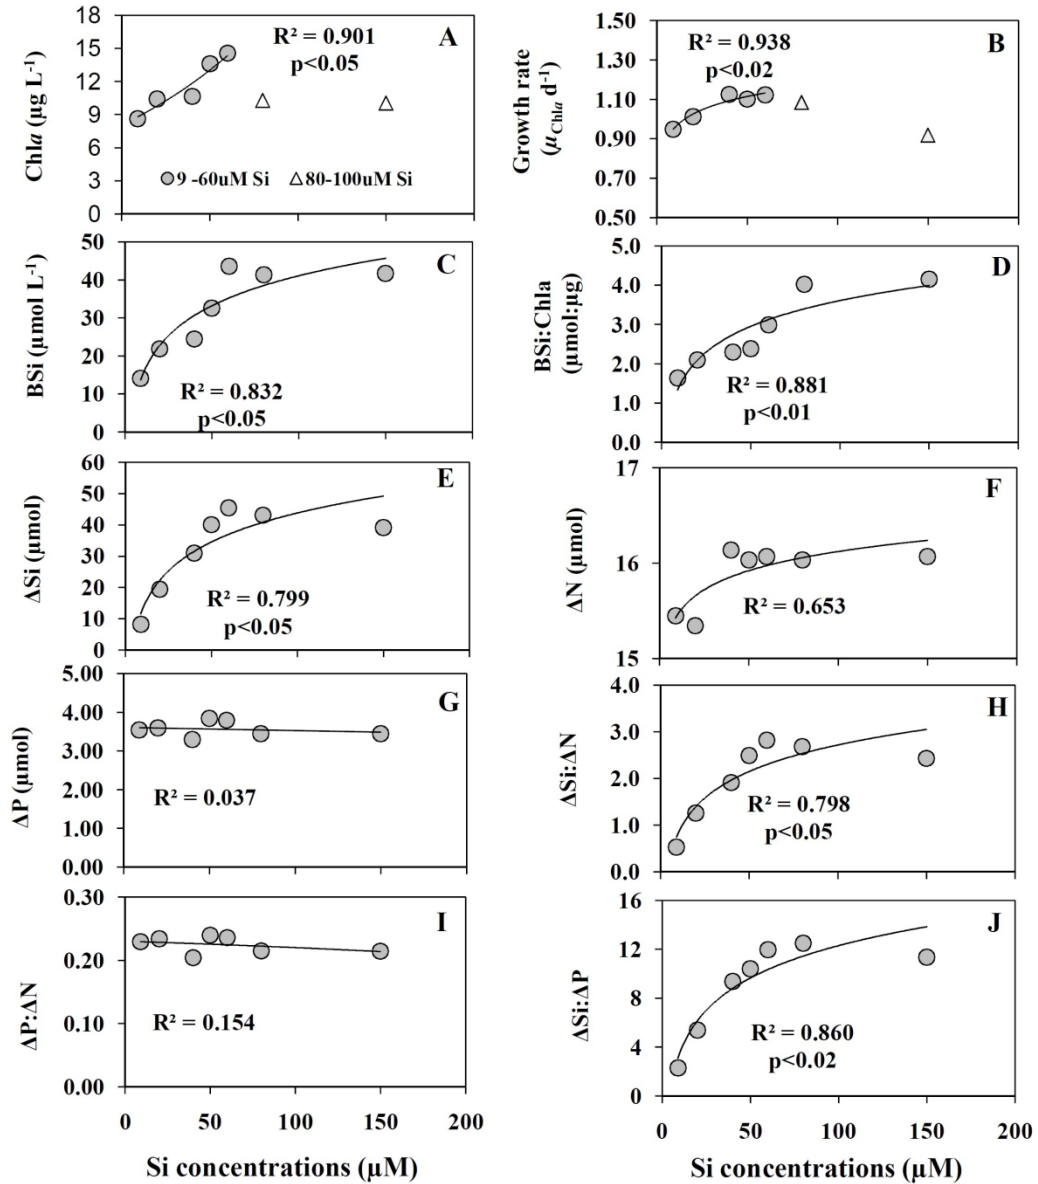 18
15
12
9
6
3
0
Chla (µg L⁻¹)
R² = 0.901
p<0.05
A
9 -60uM Si
80-100uM Si
1.50
1.30
1.10
0.90
0.70
0.50
Growth rate
(µChla d⁻¹)
R² = 0.938
p<0.02
B
50
40
30
20
10
0
BSi (µmol L⁻¹)
C
R² = 0.832
p<0.05
5.0
4.0
3.0
2.0
1.0
0.0
BSi:Chla
(µmol:µg)
D
R² = 0.881
p<0.01
60
50
40
30
20
10
0
ΔSi (µmol)
E
R² = 0.799
p<0.05
17
16
15
ΔN (µmol)
F
R² = 0.653
5.00
4.00
3.00
2.00
1.00
0.00
ΔP (µmol)
G
R² = 0.037
4.0
3.0
2.0
1.0
0.0
ΔSi:ΔN
H
R² = 0.798
p<0.05
0.30
0.20
0.10
0.00
ΔP:ΔN
I
R² = 0.154
0 50 100 150 200
Si concentrations (µM)
16
12
8
4
0
ΔSi:ΔP
J
R² = 0.860
p<0.02
0 50 100 150 200
Si concentrations (µM)